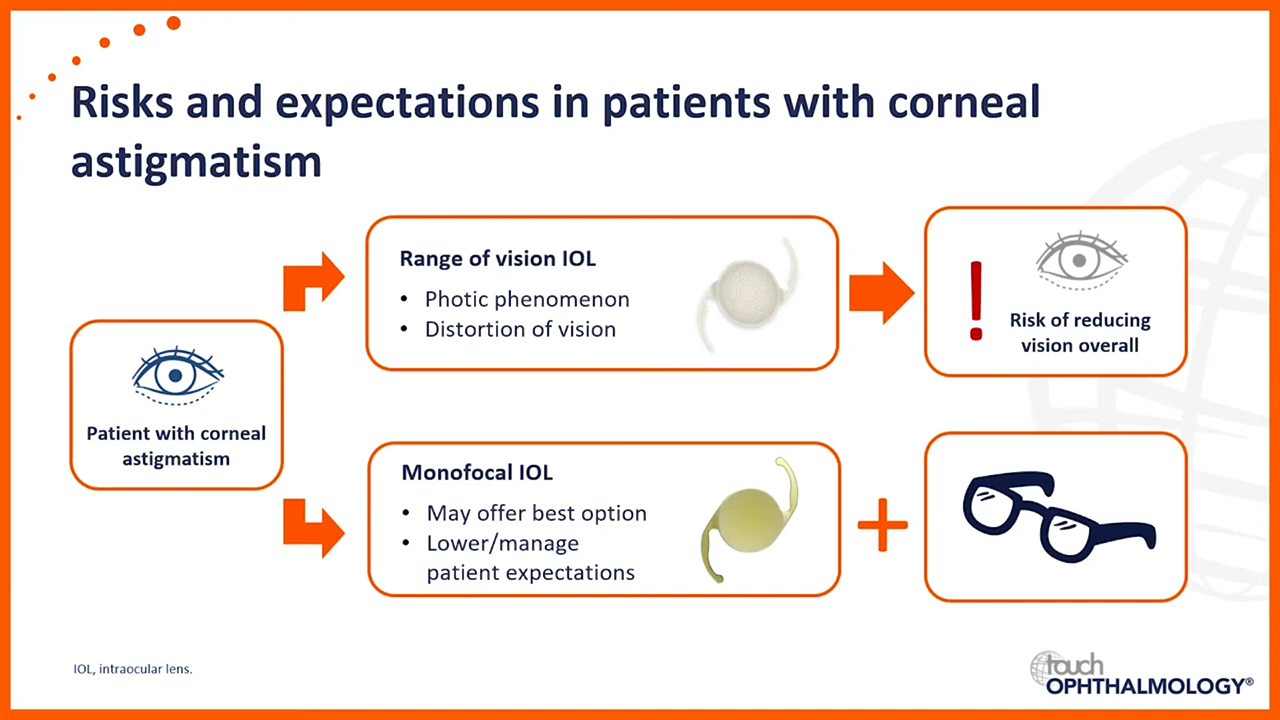 Risks and expectations in patients with corneal
astigmatism
Patient with corneal
astigmatism
Range of vision IOL
• Photic phenomenon
• Distortion of vision
!
Risk of reducing
vision overall
Monofocal IOL
• May offer best option
• Lower/manage
patient expectations
+
IOL, intraocular lens.
touch
OPHTHALMOLOGY®